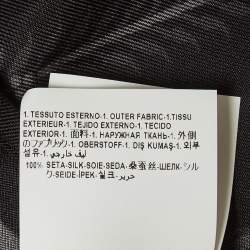 1. TESSUTO ESTERNO-1. OUTER FABRIC-1.TISSU
EXTERIEUR-1. TEJIDO EXTERNO-1. TECIDO
EXTERIOR-1. 面料-1. НАРУЖНАЯ ТКАНЬ-1. 外側
のファブリック-1. OBERSTOFF-1. DIŞ KUMAŞ-1. 외부
섬유-1. ليف خارجي
100% SETA-SILK-SOIE-SEDA-桑蚕丝-ШЕЛК-シル
ク-SEIDE-İPEK-실크-حرير